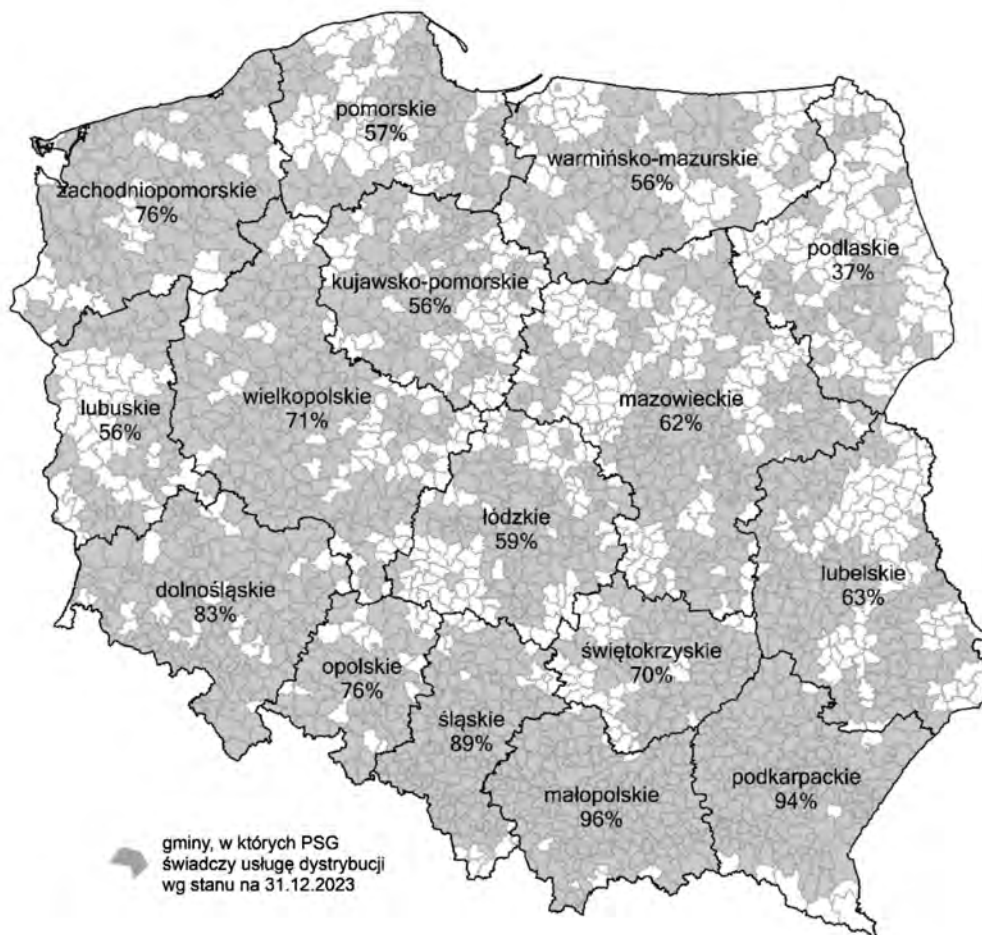 pomorskie
57%
warmińsko-mazurskie
56%
zachodniopomorskie
76%
podlaskie
37%
kujawsko-pomorskie
56%
wielkopolskie
71%
mazowieckie
62%
lubuskie
56%
łódzkie
59%
dolnośląskie
83%
lubelskie
63%
opolskie
76%
świętokrzyskie
70%
śląskie
89%
małopolskie
96%
podkarpackie
94%
gminy, w których PSG
świadczy usługę dystrybucji
wg stanu na 31.12.2023